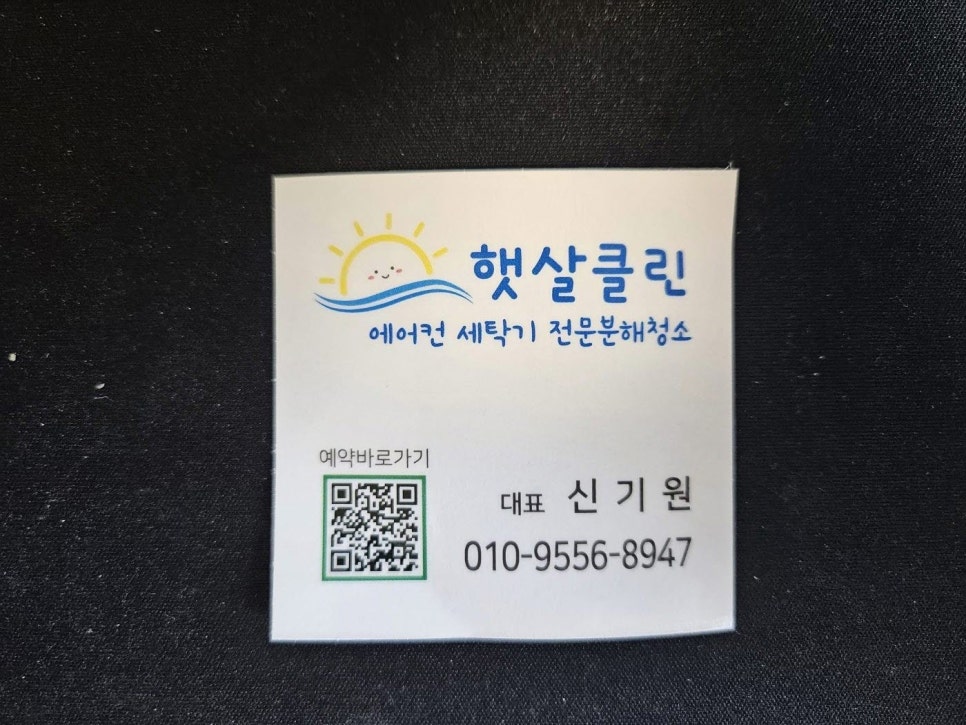 햇살클린
에어컨 세탁기 전문분해청소
예약바로가기
대표 신기원
010-9556-8947